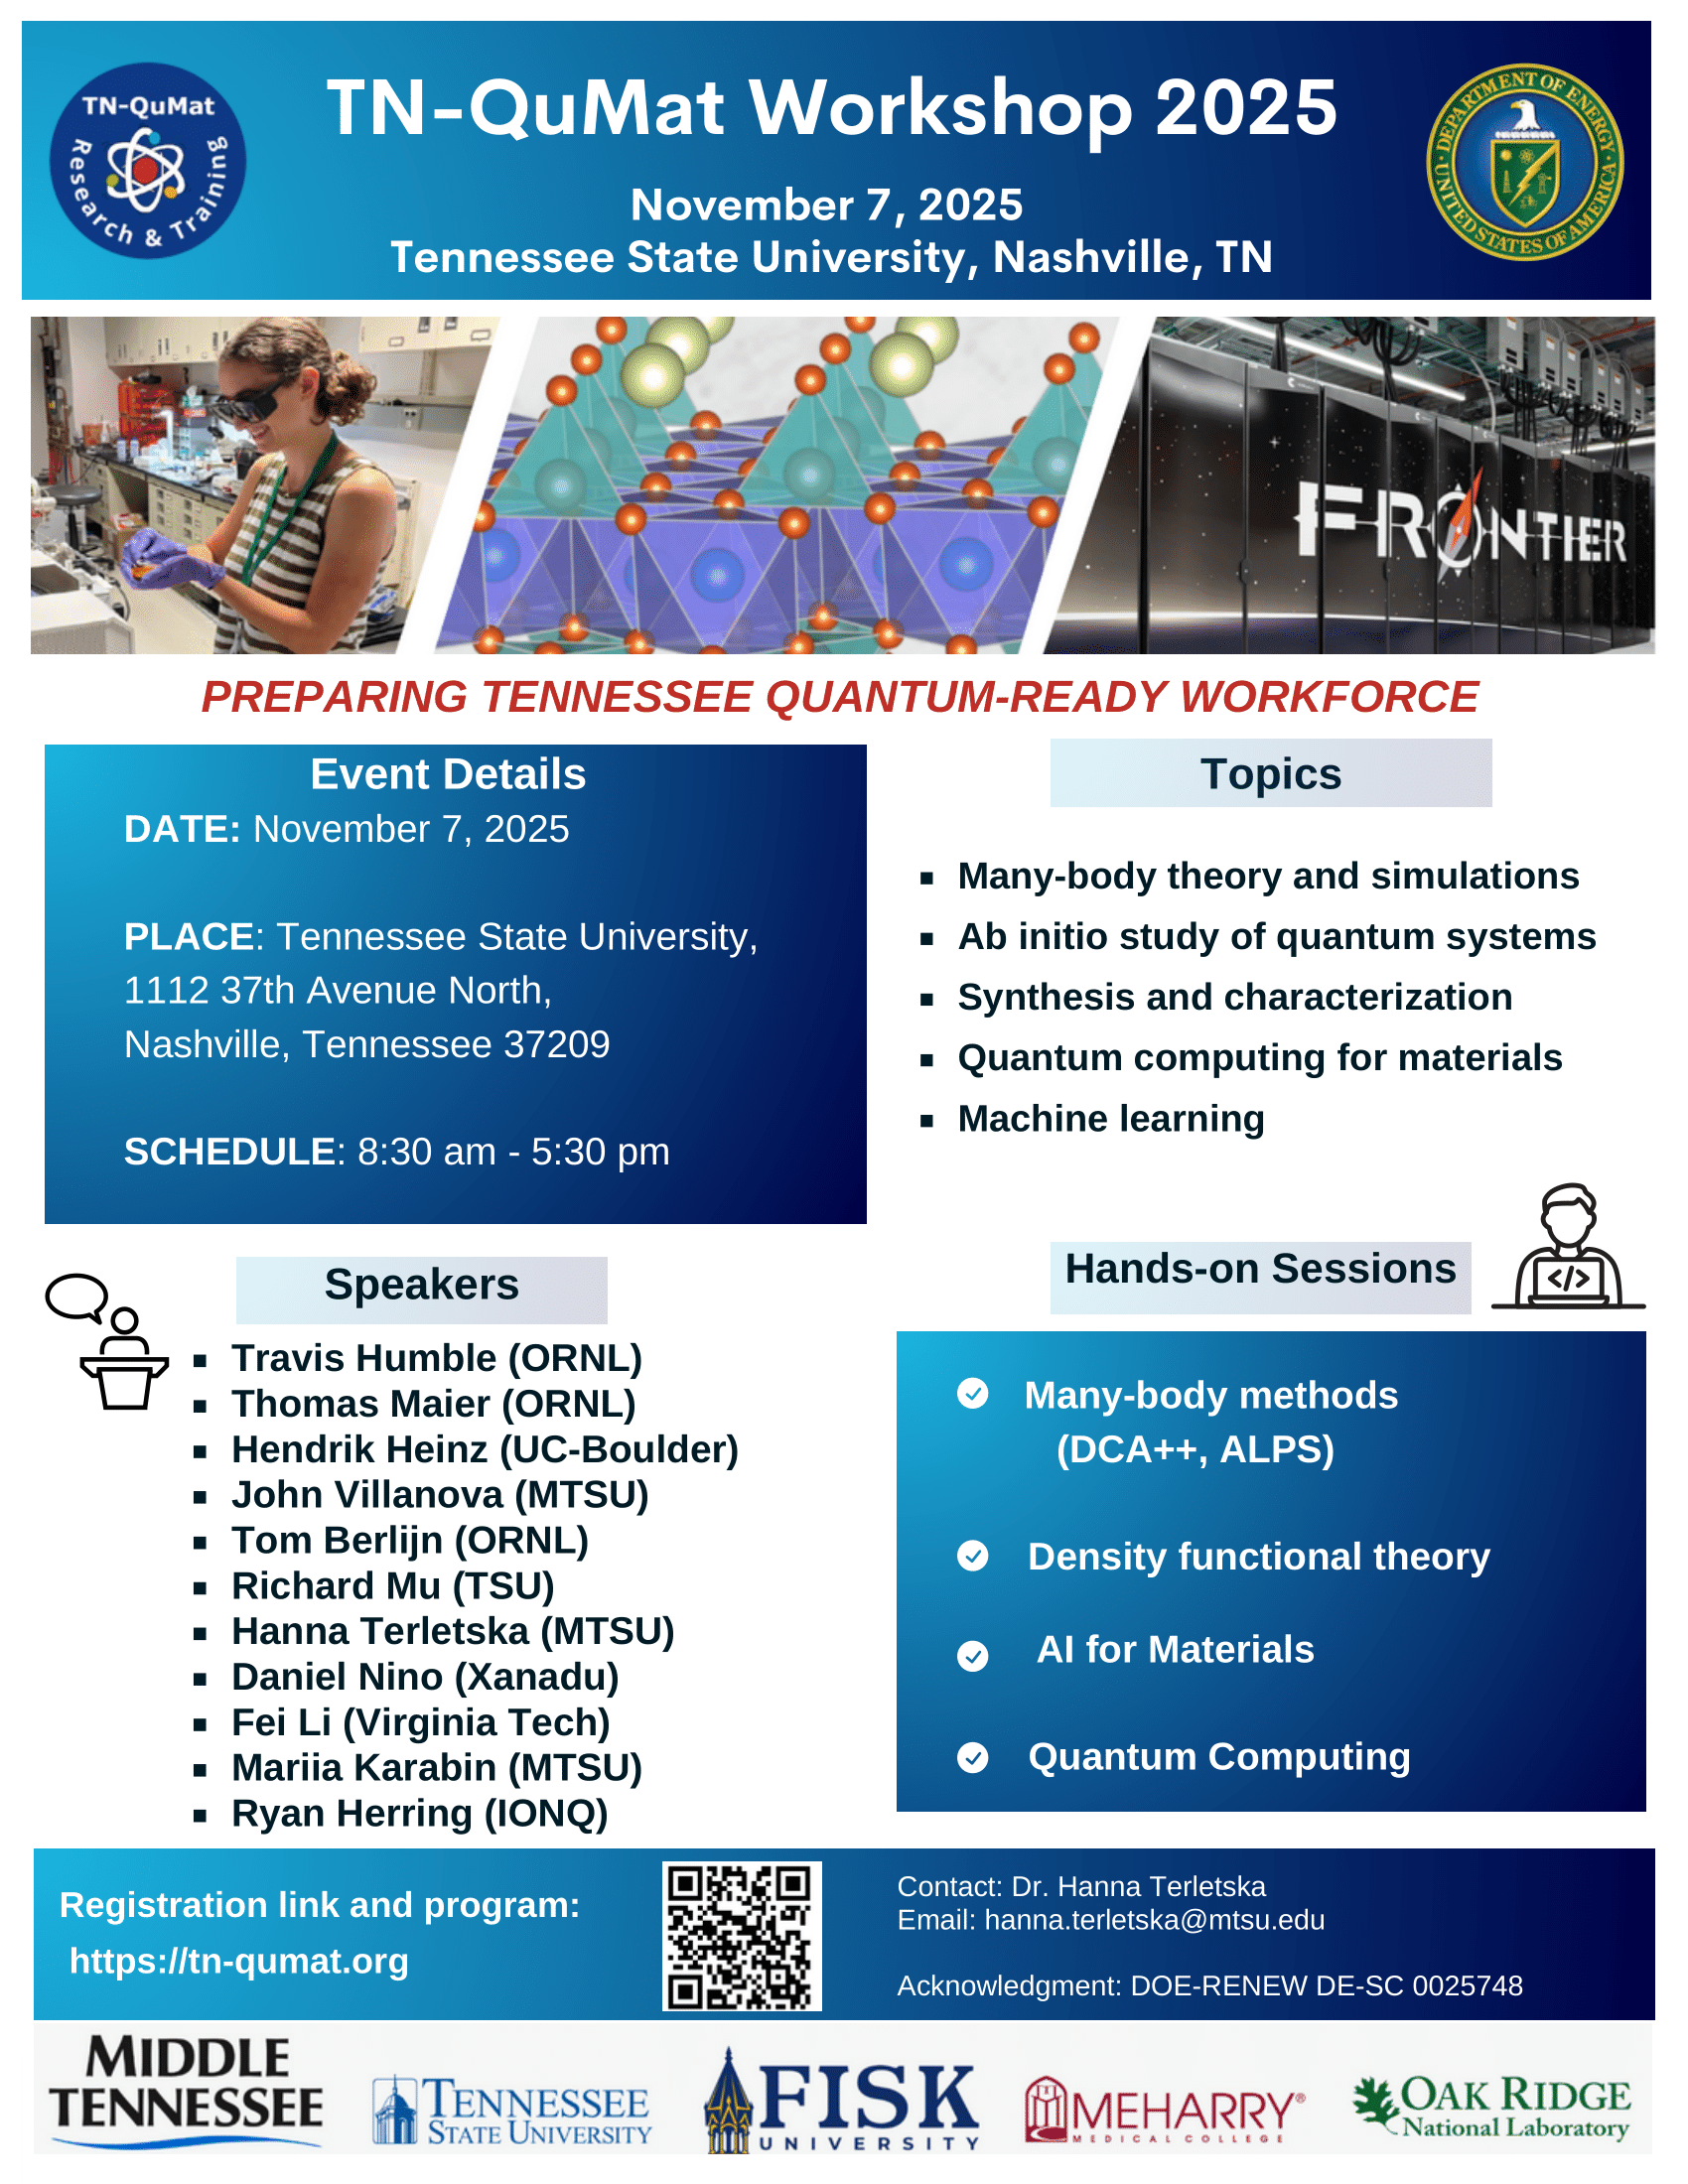 TN-QuMat
Research & Training
TN-QuMat Workshop 2025
November 7, 2025
Tennessee State University, Nashville, TN
DEPARTMENT OF ENERGY
UNITED STATES OF AMERICA
FRONTIER
PREPARING TENNESSEE QUANTUM-READY WORKFORCE
Event Details
DATE: November 7, 2025
PLACE: Tennessee State University,
1112 37th Avenue North,
Nashville, Tennessee 37209
SCHEDULE: 8:30 am - 5:30 pm
Topics
▪ Many-body theory and simulations
▪ Ab initio study of quantum systems
▪ Synthesis and characterization
▪ Quantum computing for materials
▪ Machine learning
Speakers
▪ Travis Humble (ORNL)
▪ Thomas Maier (ORNL)
▪ Hendrik Heinz (UC-Boulder)
▪ John Villanova (MTSU)
▪ Tom Berlijn (ORNL)
▪ Richard Mu (TSU)
▪ Hanna Terletska (MTSU)
▪ Daniel Nino (Xanadu)
▪ Fei Li (Virginia Tech)
▪ Mariia Karabin (MTSU)
▪ Ryan Herring (IONQ)
Hands-on Sessions
</>
Many-body methods
(DCA++, ALPS)
Density functional theory
AI for Materials
Quantum Computing
Registration link and program:
https://tn-qumat.org
Contact: Dr. Hanna Terletska
Email: hanna.terletska@mtsu.edu
Acknowledgment: DOE-RENEW DE-SC 0025748
MIDDLE
TENNESSEE
TENNESSEE
STATE UNIVERSITY
FISK
UNIVERSITY
MEHARRY®
MEDICAL COLLEGE
OAK RIDGE
National Laboratory